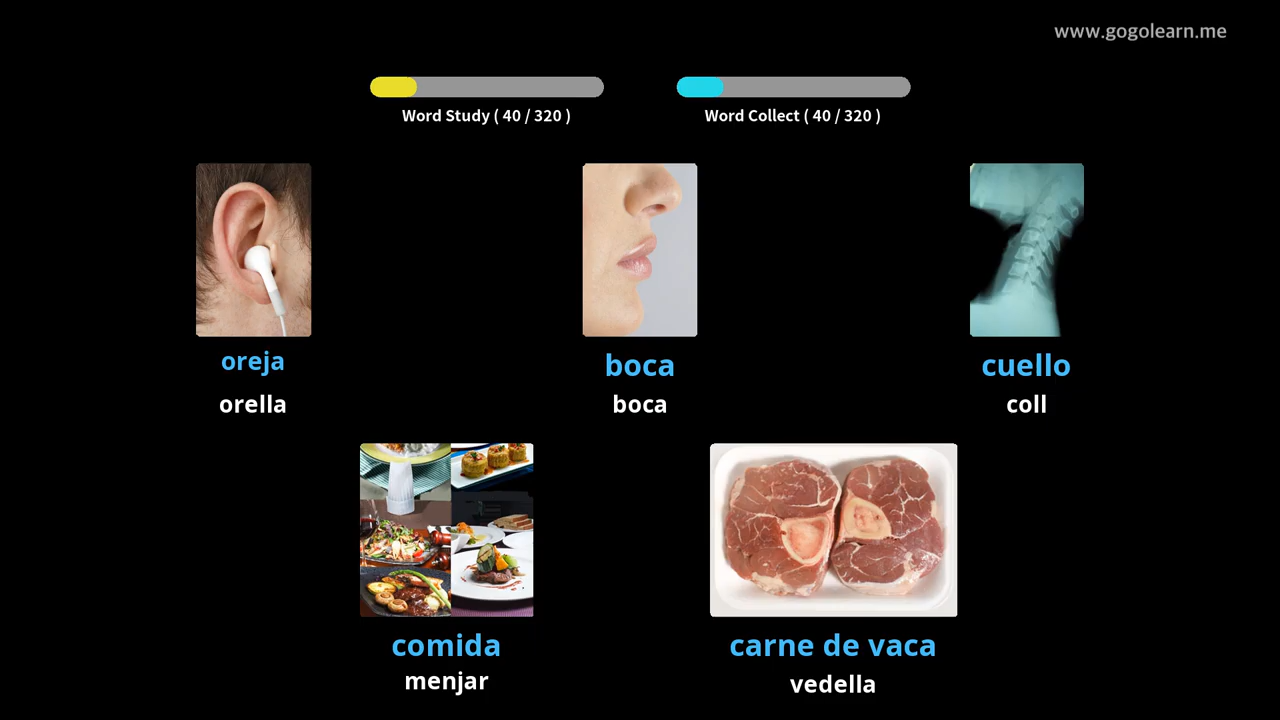 www.gogolearn.me
Word Study ( 40 / 320 )
Word Collect ( 40 / 320 )
oreja
orella
boca
boca
cuello
coll
comida
menjar
carne de vaca
vedella